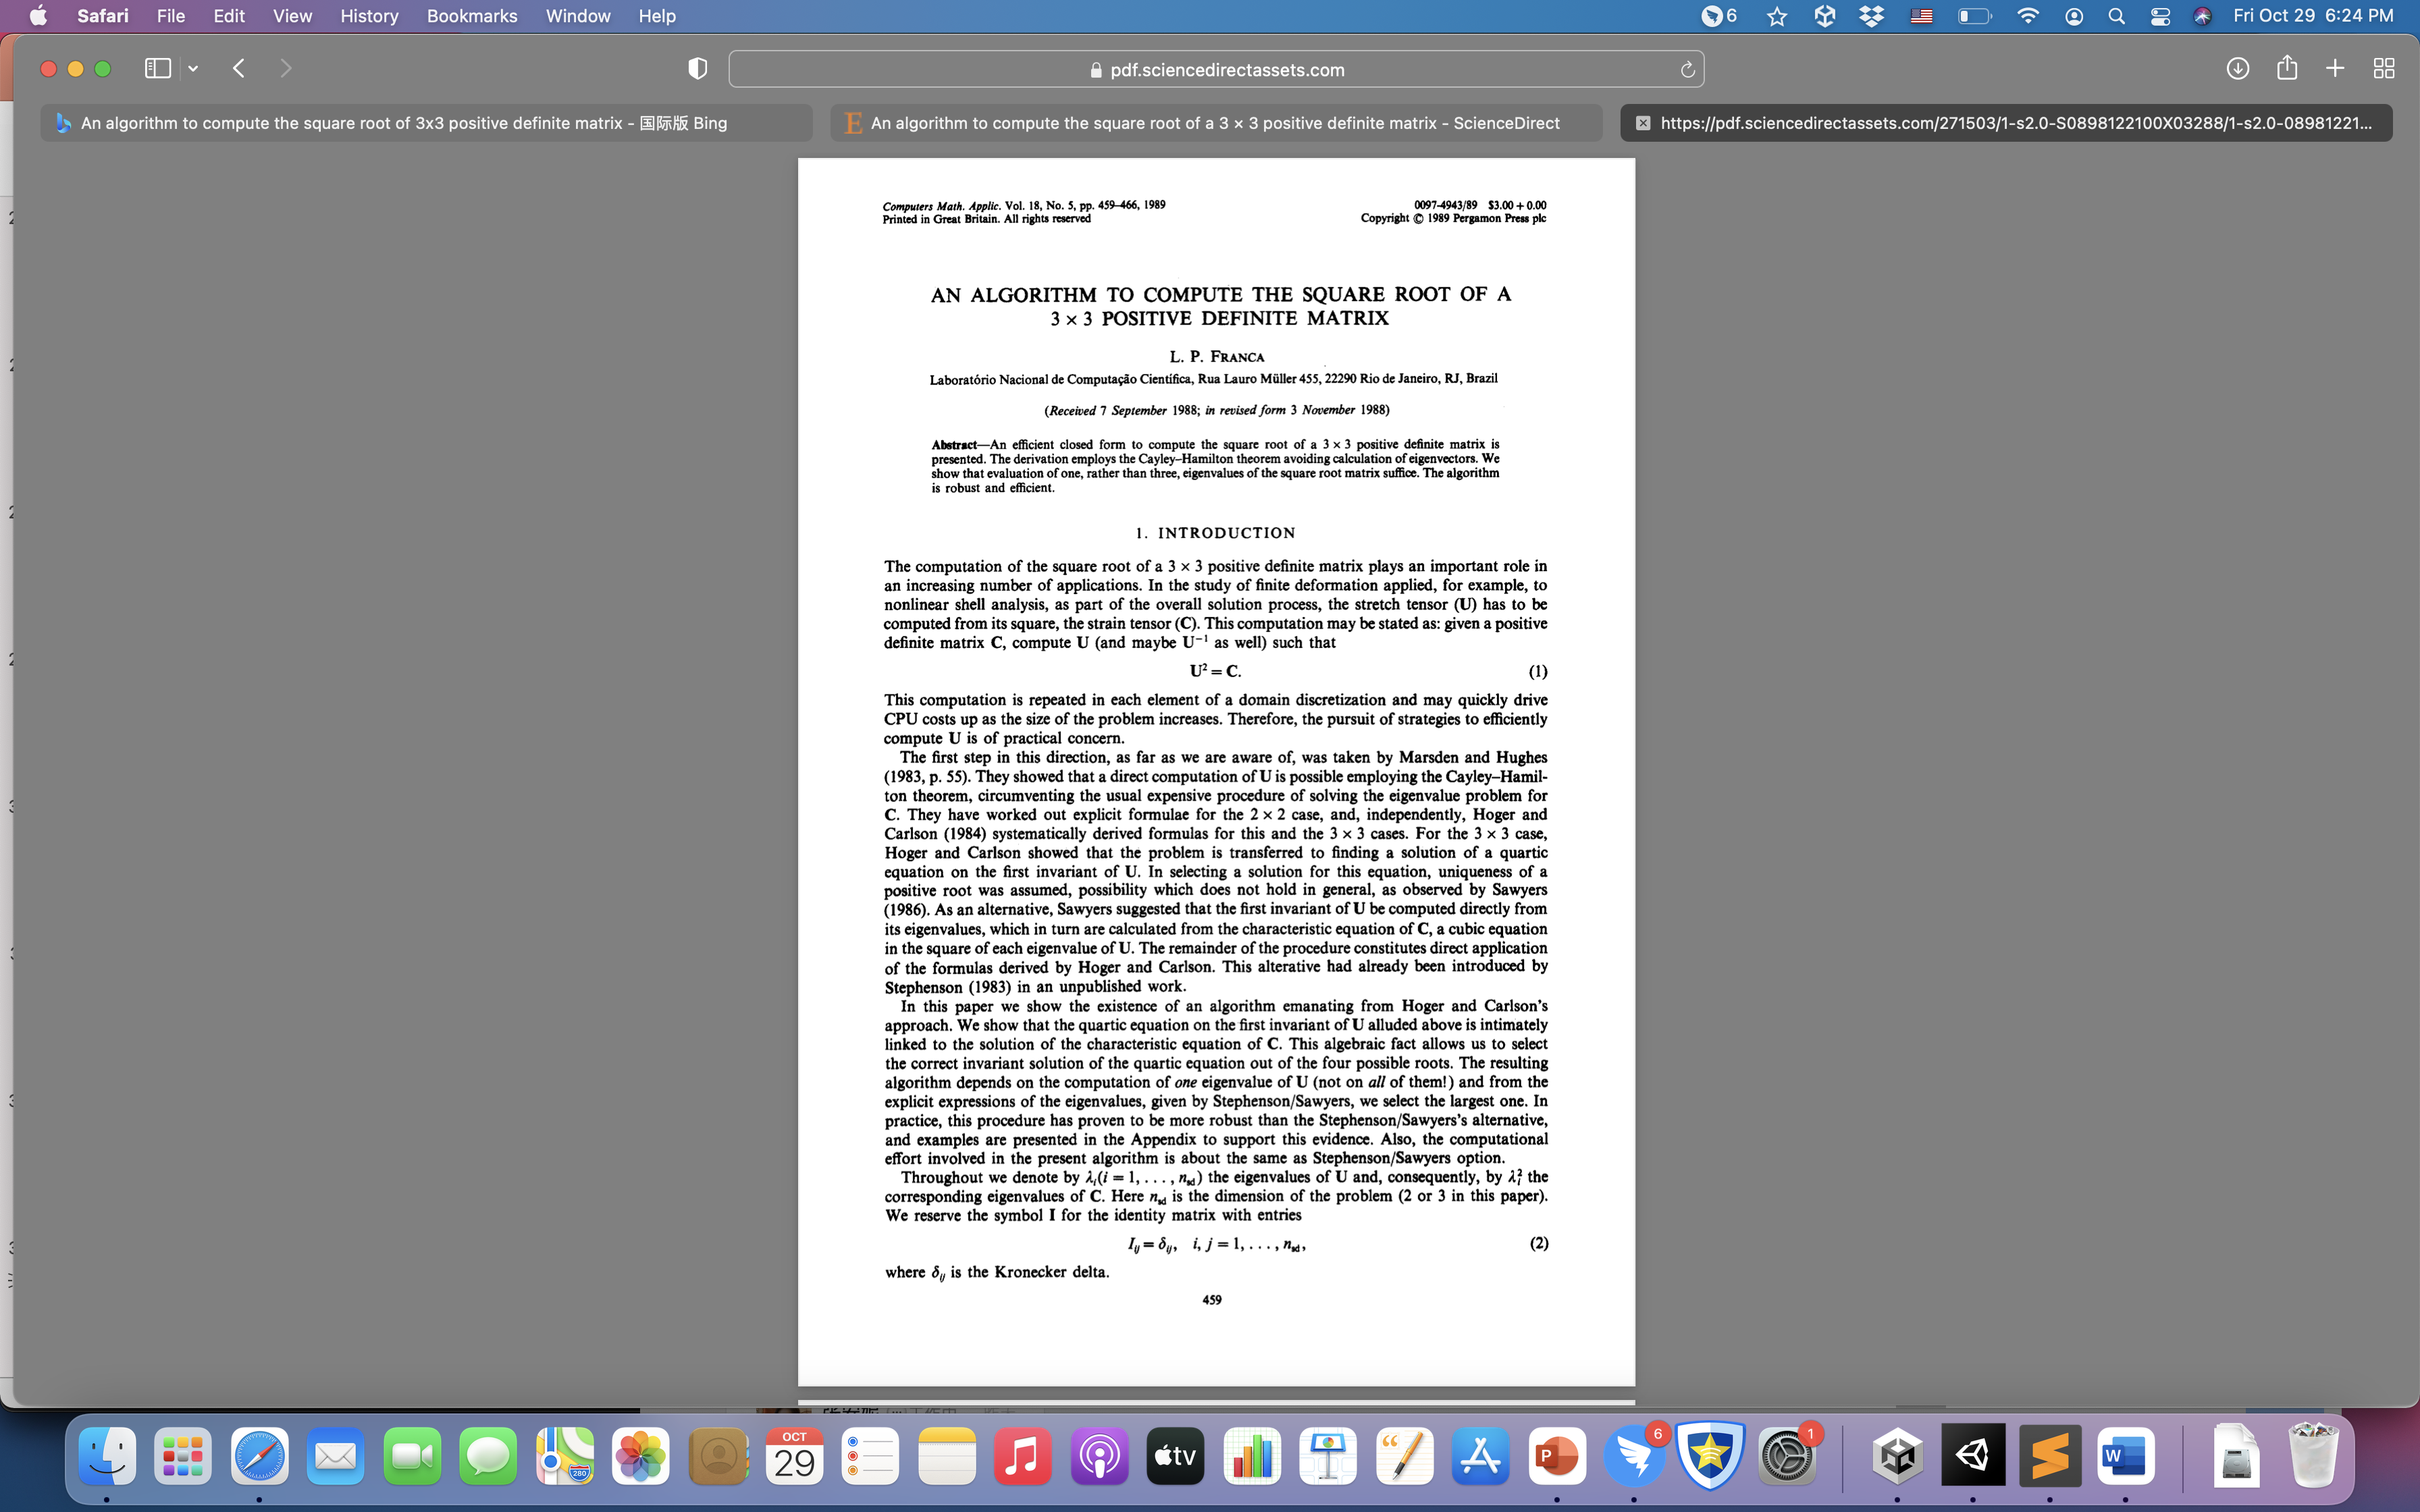 Safari File Edit View History Bookmarks Window Help
6
Fri Oct 29 6:24 PM
pdf.sciencedirectassets.com
An algorithm to compute the square root of 3x3 positive definite matrix - 国际版 Bing
E An algorithm to compute the square root of a 3 × 3 positive definite matrix - ScienceDirect
https://pdf.sciencedirectassets.com/271503/1-s2.0-S0898122100X03288/1-s2.0-08981221...
Computers Math. Applic. Vol. 18, No. 5, pp. 459–466, 1989
Printed in Great Britain. All rights reserved
0097-4943/89 $3.00 + 0.00
Copyright © 1989 Pergamon Press plc
AN ALGORITHM TO COMPUTE THE SQUARE ROOT OF A
3 × 3 POSITIVE DEFINITE MATRIX
L. P. FRANCA
Laboratório Nacional de Computação Científica, Rua Lauro Müller 455, 22290 Rio de Janeiro, RJ, Brazil
(Received 7 September 1988; in revised form 3 November 1988)
Abstract—An efficient closed form to compute the square root of a 3 × 3 positive definite matrix is
presented. The derivation employs the Cayley–Hamilton theorem avoiding calculation of eigenvectors. We
show that evaluation of one, rather than three, eigenvalues of the square root matrix suffice. The algorithm
is robust and efficient.
1. INTRODUCTION
The computation of the square root of a 3 × 3 positive definite matrix plays an important role in
an increasing number of applications. In the study of finite deformation applied, for example, to
nonlinear shell analysis, as part of the overall solution process, the stretch tensor (U) has to be
computed from its square, the strain tensor (C). This computation may be stated as: given a positive
definite matrix C, compute U (and maybe U⁻¹ as well) such that
U² = C. (1)
This computation is repeated in each element of a domain discretization and may quickly drive
CPU costs up as the size of the problem increases. Therefore, the pursuit of strategies to efficiently
compute U is of practical concern.
The first step in this direction, as far as we are aware of, was taken by Marsden and Hughes
(1983, p. 55). They showed that a direct computation of U is possible employing the Cayley–Hamil-
ton theorem, circumventing the usual expensive procedure of solving the eigenvalue problem for
C. They have worked out explicit formulae for the 2 × 2 case, and, independently, Hoger and
Carlson (1984) systematically derived formulas for this and the 3 × 3 cases. For the 3 × 3 case,
Hoger and Carlson showed that the problem is transferred to finding a solution of a quartic
equation on the first invariant of U. In selecting a solution for this equation, uniqueness of a
positive root was assumed, possibility which does not hold in general, as observed by Sawyers
(1986). As an alternative, Sawyers suggested that the first invariant of U be computed directly from
its eigenvalues, which in turn are calculated from the characteristic equation of C, a cubic equation
in the square of each eigenvalue of U. The remainder of the procedure constitutes direct application
of the formulas derived by Hoger and Carlson. This alterative had already been introduced by
Stephenson (1983) in an unpublished work.
In this paper we show the existence of an algorithm emanating from Hoger and Carlson's
approach. We show that the quartic equation on the first invariant of U alluded above is intimately
linked to the solution of the characteristic equation of C. This algebraic fact allows us to select
the correct invariant solution of the quartic equation out of the four possible roots. The resulting
algorithm depends on the computation of one eigenvalue of U (not on all of them!) and from the
explicit expressions of the eigenvalues, given by Stephenson/Sawyers, we select the largest one. In
practice, this procedure has proven to be more robust than the Stephenson/Sawyers's alternative,
and examples are presented in the Appendix to support this evidence. Also, the computational
effort involved in the present algorithm is about the same as Stephenson/Sawyers option.
Throughout we denote by λᵢ(i = 1, . . . , n_sd) the eigenvalues of U and, consequently, by λᵢ² the
corresponding eigenvalues of C. Here n_sd is the dimension of the problem (2 or 3 in this paper).
We reserve the symbol I for the identity matrix with entries
I_ij = δ_ij, i, j = 1, . . . , n_sd, (2)
where δ_ij is the Kronecker delta.
459
OCT
29
280
tv
P
6
1
W